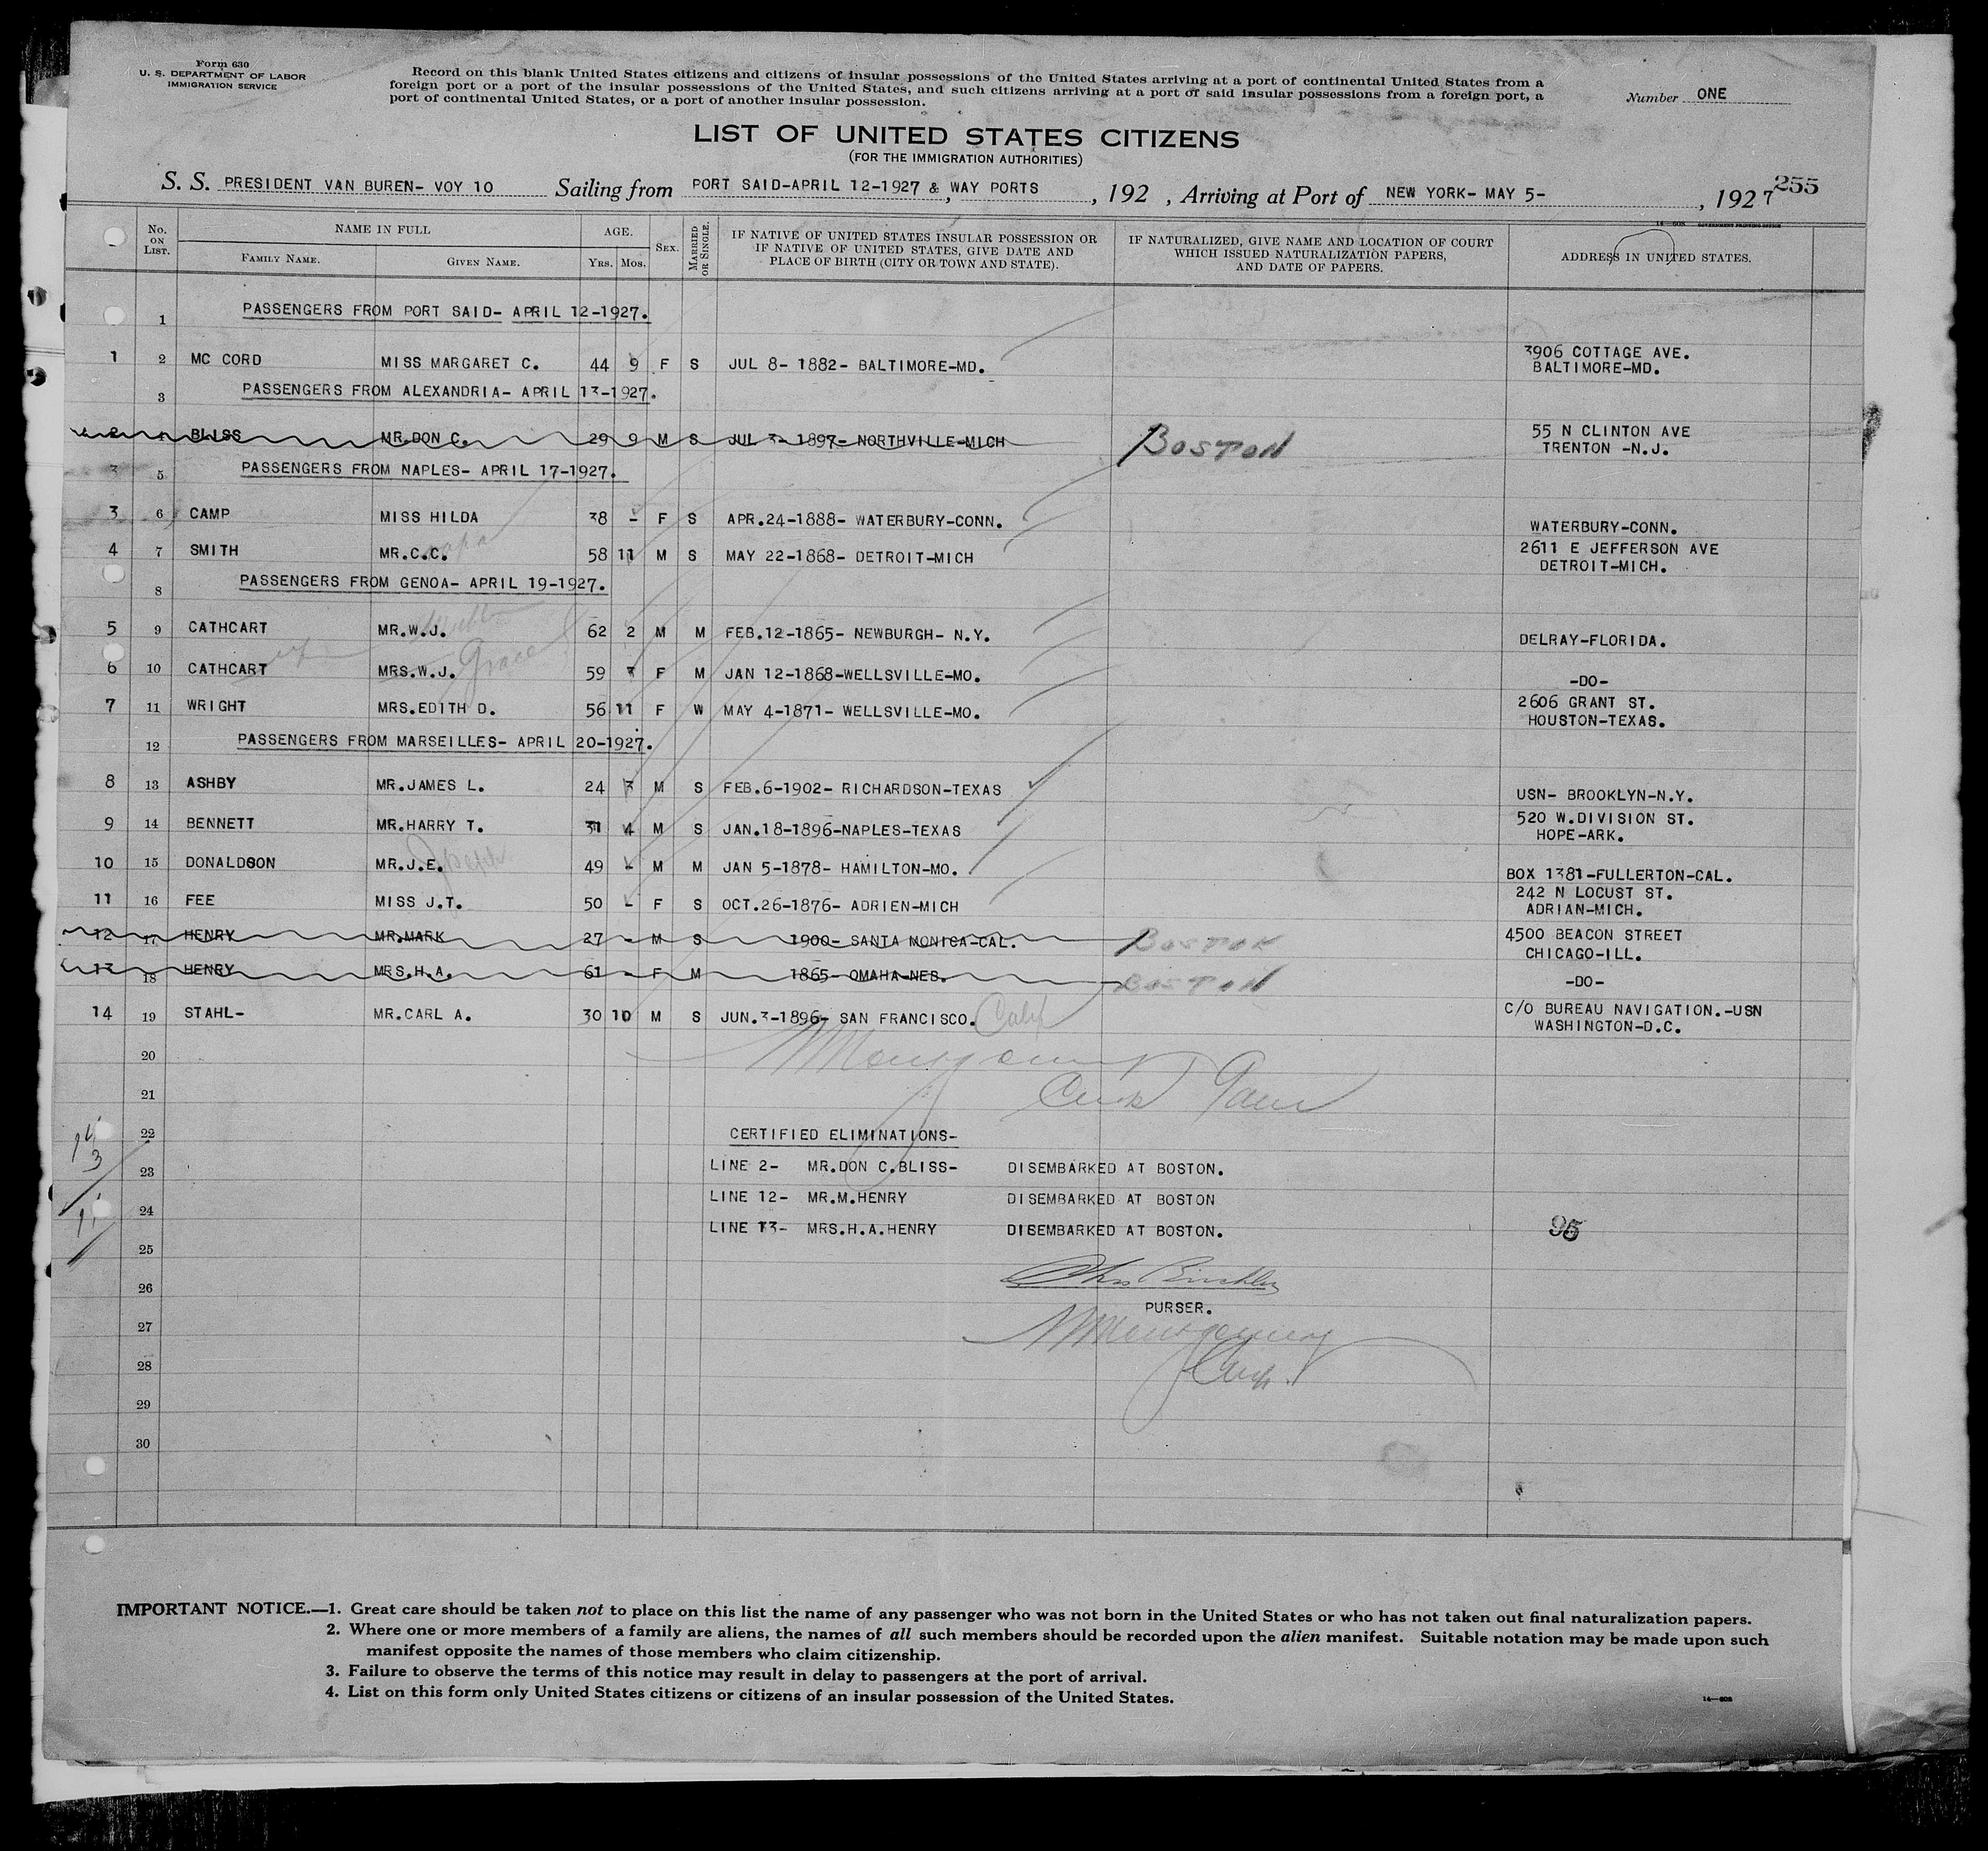 Form 630
U. S. DEPARTMENT OF LABOR
IMMIGRATION SERVICE
Record on this blank United States citizens and citizens of insular possessions of the United States arriving at a port of continental United States from a
foreign port or a port of the insular possessions of the United States, and such citizens arriving at a port of said insular possessions from a foreign port, a
port of continental United States, or a port of another insular possession.
Number ONE
LIST OF UNITED STATES CITIZENS
(FOR THE IMMIGRATION AUTHORITIES)
255
S. S. PRESIDENT VAN BUREN- VOY 10 Sailing from PORT SAID-APRIL 12-1927 & WAY PORTS , 192 , Arriving at Port of NEW YORK- MAY 5- , 1927
No. ON LIST. NAME IN FULL FAMILY NAME. GIVEN NAME. AGE. YRS. MOS. SEX. MARRIED OR SINGLE. IF NATIVE OF UNITED STATES INSULAR POSSESSION OR IF NATIVE OF UNITED STATES, GIVE DATE AND PLACE OF BIRTH (CITY OR TOWN AND STATE). IF NATURALIZED, GIVE NAME AND LOCATION OF COURT WHICH ISSUED NATURALIZATION PAPERS, AND DATE OF PAPERS. ADDRESS IN UNITED STATES.
1 PASSENGERS FROM PORT SAID- APRIL 12-1927.
1 2 MC CORD MISS MARGARET C. 44 9 F S JUL 8- 1882- BALTIMORE-MD. 3906 COTTAGE AVE. BALTIMORE-MD.
3 PASSENGERS FROM ALEXANDRIA- APRIL 13-1927.
2 4 BLISS MR.DON C. 29 9 M S JUL 3- 1897- NORTHVILLE-MICH BOSTON 55 N CLINTON AVE TRENTON -N.J.
3 5 PASSENGERS FROM NAPLES- APRIL 17-1927.
3 6 CAMP MISS HILDA 38 - F S APR.24-1888- WATERBURY-CONN. WATERBURY-CONN.
4 7 SMITH MR.C.C. 58 11 M S MAY 22-1868- DETROIT-MICH 2611 E JEFFERSON AVE DETROIT-MICH.
8 PASSENGERS FROM GENOA- APRIL 19-1927.
5 9 CATHCART MR.W.J. 62 2 M M FEB.12-1865- NEWBURGH- N.Y. DELRAY-FLORIDA.
6 10 CATHCART MRS.W.J. Grace 59 3 F M JAN 12-1868-WELLSVILLE-MO. -DO-
7 11 WRIGHT MRS.EDITH D. 56 11 F W MAY 4-1871- WELLSVILLE-MO. 2606 GRANT ST. HOUSTON-TEXAS.
12 PASSENGERS FROM MARSEILLES- APRIL 20-1927.
8 13 ASHBY MR.JAMES L. 24 3 M S FEB.6-1902- RICHARDSON-TEXAS USN- BROOKLYN-N.Y.
9 14 BENNETT MR.HARRY T. 31 4 M S JAN.18-1896-NAPLES-TEXAS 520 W.DIVISION ST. HOPE-ARK.
10 15 DONALDSON MR.J.E. Joseph 49 - M M JAN 5-1878- HAMILTON-MO. BOX 1381-FULLERTON-CAL.
11 16 FEE MISS J.T. 50 - F S OCT.26-1876- ADRIEN-MICH 242 N LOCUST ST. ADRIAN-MICH.
12 17 HENRY MR.MARK 27 - M S 1900- SANTA MONICA-CAL. BOSTON 4500 BEACON STREET CHICAGO-ILL.
13 18 HENRY MRS.H.A. 61 - F M 1865- OMAHA-NES. BOSTON -DO-
14 19 STAHL- MR.CARL A. 30 10 M S JUN.3-1896- SAN FRANCISCO. Calif C/O BUREAU NAVIGATION.-USN WASHINGTON-D.C.
20 Montgomery
21
22 CERTIFIED ELIMINATIONS-
23 LINE 2- MR.DON C.BLISS- DISEMBARKED AT BOSTON.
24 LINE 12- MR.M.HENRY DISEMBARKED AT BOSTON
25 LINE 13- MRS.H.A.HENRY DISEMBARKED AT BOSTON. 95
26
PURSER.
27 Montgomery
28
29
30
IMPORTANT NOTICE.—1. Great care should be taken not to place on this list the name of any passenger who was not born in the United States or who has not taken out final naturalization papers.
2. Where one or more members of a family are aliens, the names of all such members should be recorded upon the alien manifest. Suitable notation may be made upon such
manifest opposite the names of those members who claim citizenship.
3. Failure to observe the terms of this notice may result in delay to passengers at the port of arrival.
4. List on this form only United States citizens or citizens of an insular possession of the United States.